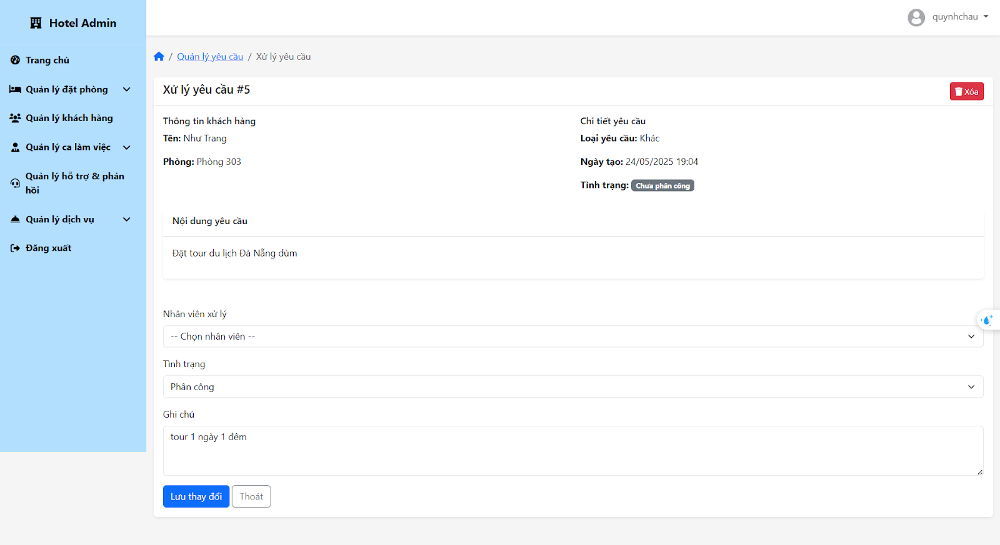 Hotel Admin
quynhchau
Trang chủ
Quản lý đặt phòng
Quản lý khách hàng
Quản lý ca làm việc
Quản lý hỗ trợ & phản
hồi
Quản lý dịch vụ
Đăng xuất
/ Quản lý yêu cầu / Xử lý yêu cầu
Xử lý yêu cầu #5
Xóa
Thông tin khách hàng
Tên: Như Trang
Phòng: Phòng 303
Chi tiết yêu cầu
Loại yêu cầu: Khác
Ngày tạo: 24/05/2025 19:04
Tình trạng: Chưa phân công
Nội dung yêu cầu
Đặt tour du lịch Đà Nẵng dùm
Nhân viên xử lý
-- Chọn nhân viên --
Tình trạng
Phân công
Ghi chú
tour 1 ngày 1 đêm
Lưu thay đổi
Thoát